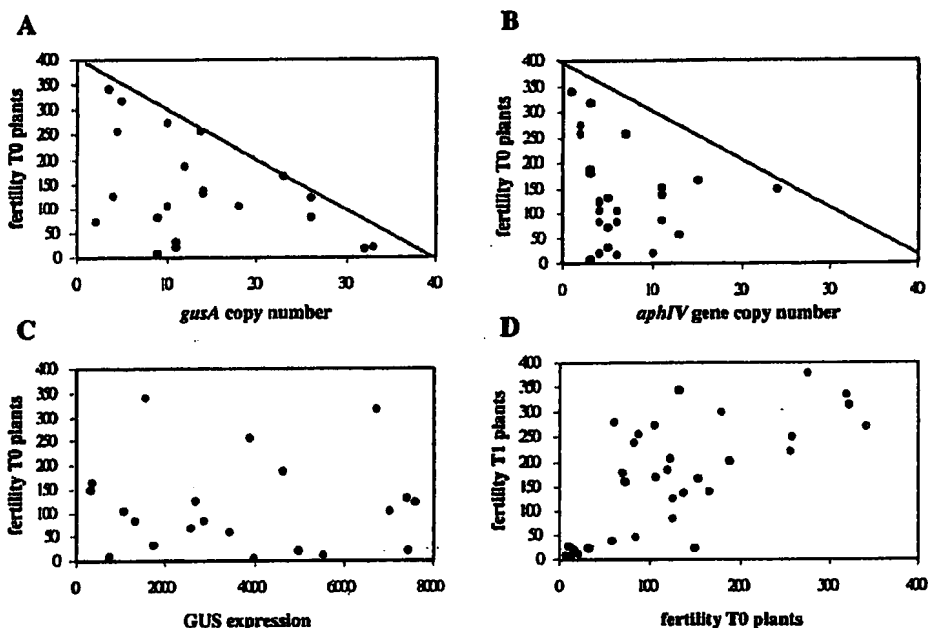 A
fertility T0 plants
400
350
300
250
200
150
100
50
0
0 10 20 30 40
gusA copy number
B
fertility T0 plants
400
350
300
250
200
150
100
50
0
0 10 20 30 40
aphIV gene copy number
C
fertility T0 plants
400
350
300
250
200
150
100
50
0
0 2000 4000 6000 8000
GUS expression
D
fertility T1 plants
400
350
300
250
200
150
100
50
0
0 100 200 300 400
fertility T0 plants